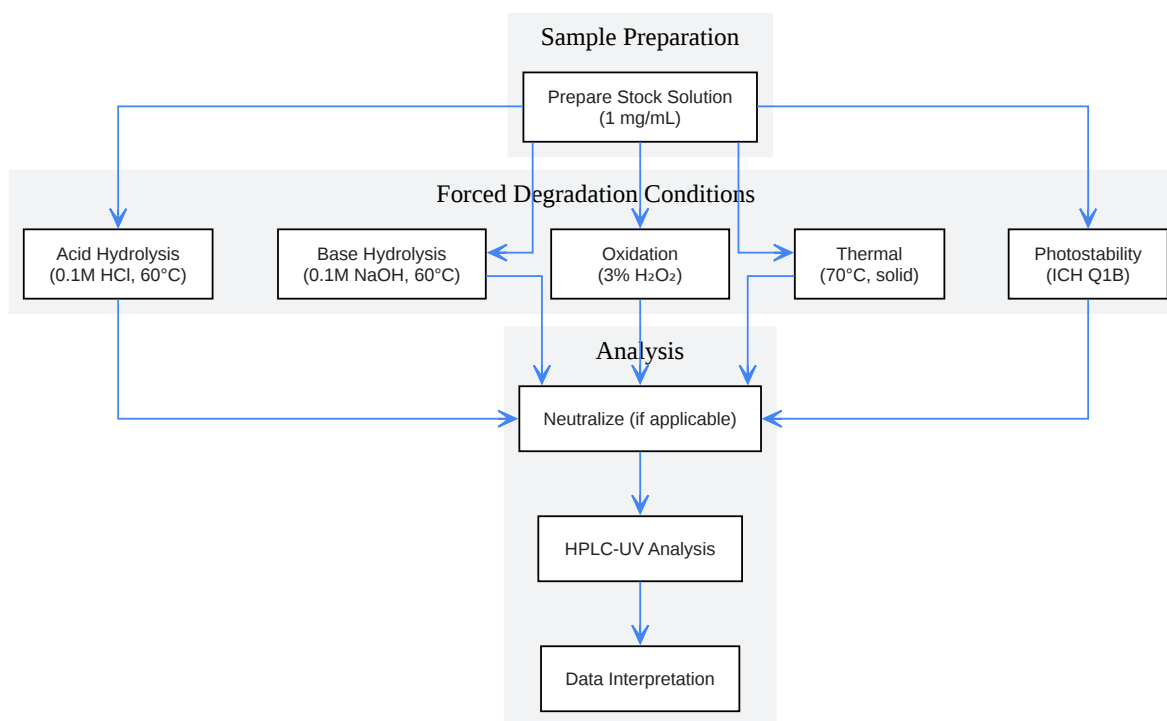 Sample Preparation
Prepare Stock Solution
(1 mg/mL)
Forced Degradation Conditions
Acid Hydrolysis
(0.1M HCl, 60°C)
Base Hydrolysis
(0.1M NaOH, 60°C)
Oxidation
(3% H₂O₂)
Thermal
(70°C, solid)
Photostability
(ICH Q1B)
Analysis
Neutralize (if applicable)
HPLC-UV Analysis
Data Interpretation